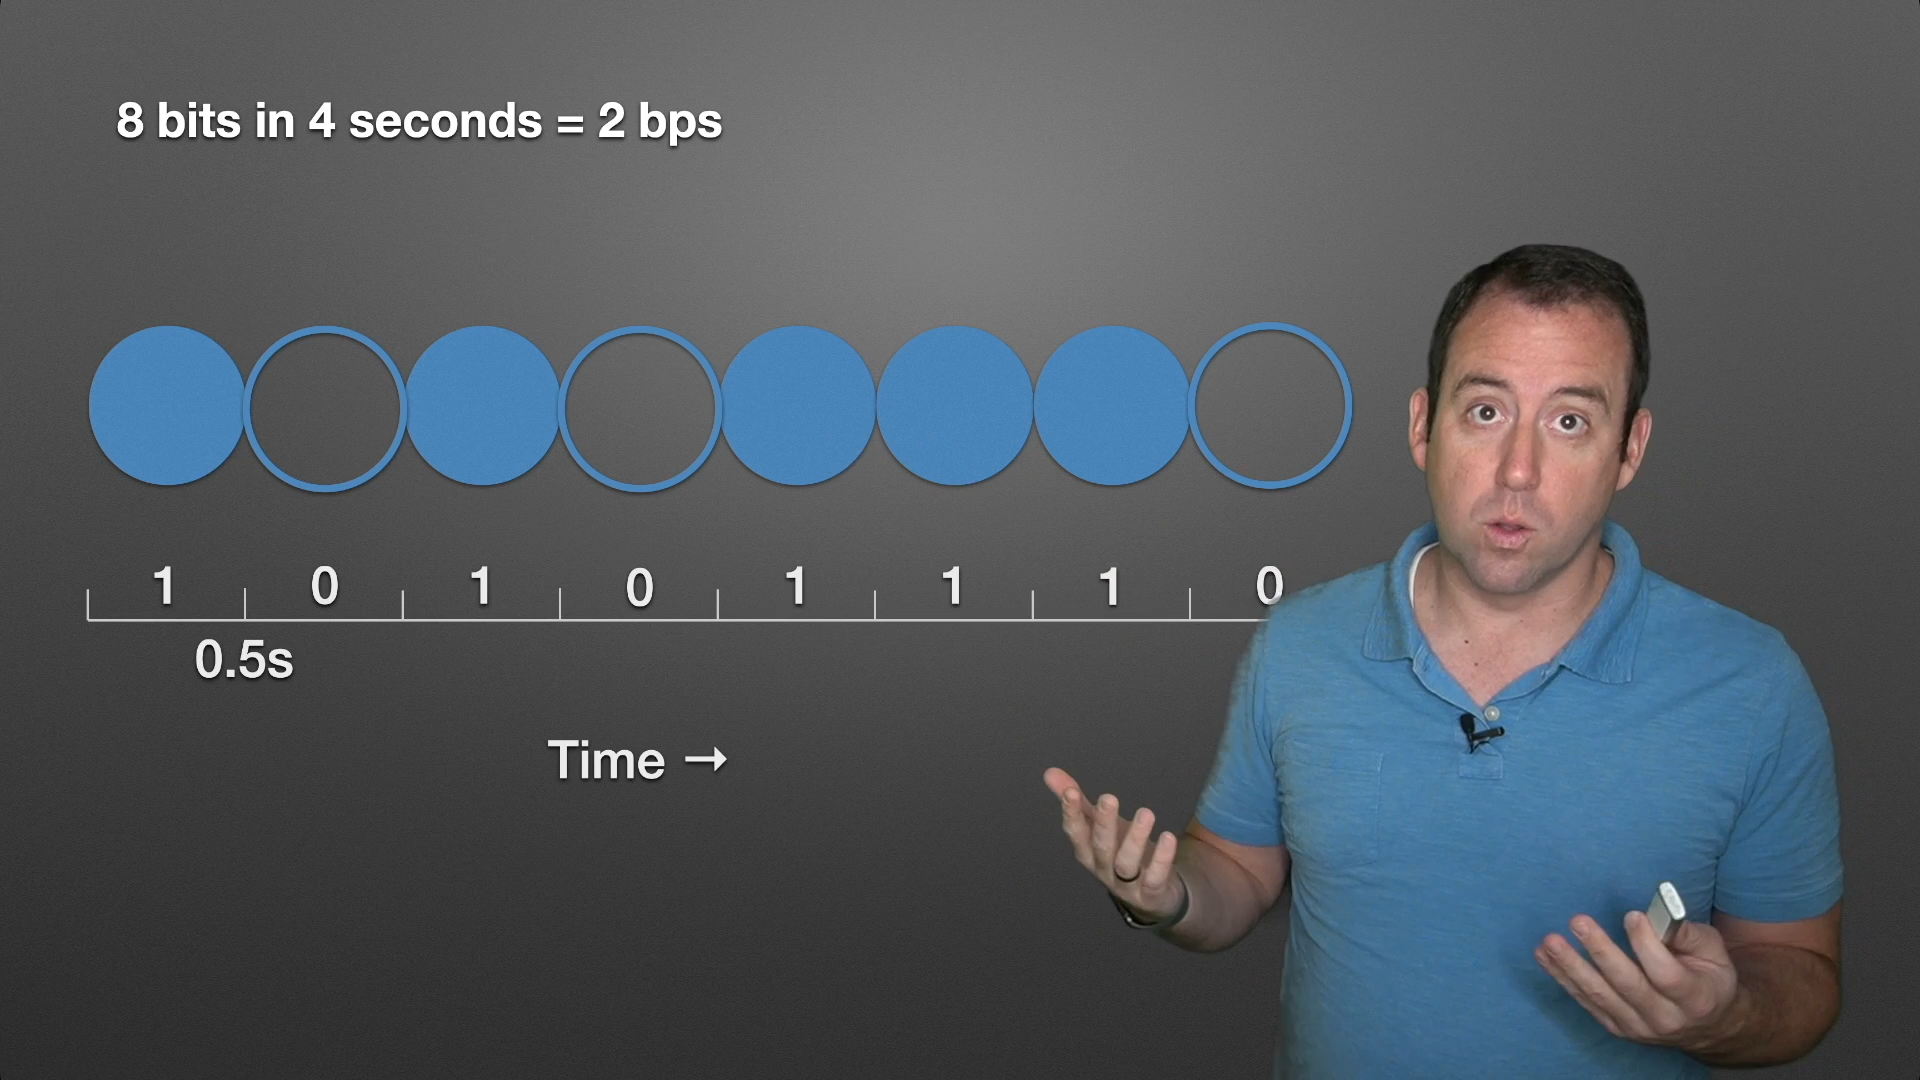 8 bits in 4 seconds = 2 bps
1 0 1 0 1 1 1 0
0.5s
Time →